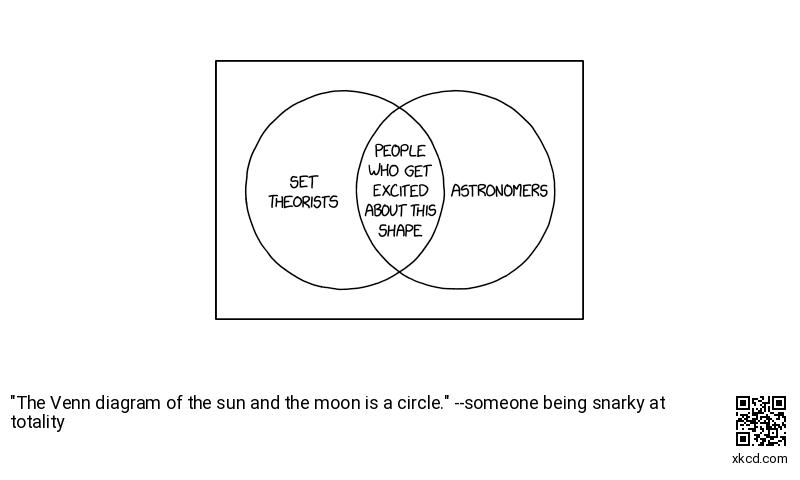 SET
THEORISTS
PEOPLE
WHO GET
EXCITED
ABOUT THIS
SHAPE
ASTRONOMERS
"The Venn diagram of the sun and the moon is a circle." --someone being snarky at
totality
xkcd.com